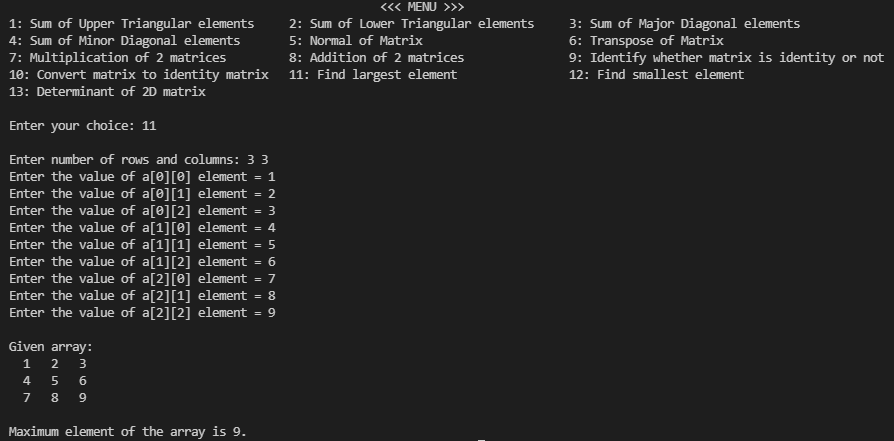 <<< MENU >>>
1: Sum of Upper Triangular elements 2: Sum of Lower Triangular elements 3: Sum of Major Diagonal elements
4: Sum of Minor Diagonal elements 5: Normal of Matrix 6: Transpose of Matrix
7: Multiplication of 2 matrices 8: Addition of 2 matrices 9: Identify whether matrix is identity or not
10: Convert matrix to identity matrix 11: Find largest element 12: Find smallest element
13: Determinant of 2D matrix
Enter your choice: 11
Enter number of rows and columns: 3 3
Enter the value of a[0][0] element = 1
Enter the value of a[0][1] element = 2
Enter the value of a[0][2] element = 3
Enter the value of a[1][0] element = 4
Enter the value of a[1][1] element = 5
Enter the value of a[1][2] element = 6
Enter the value of a[2][0] element = 7
Enter the value of a[2][1] element = 8
Enter the value of a[2][2] element = 9
Given array:
1 2 3
4 5 6
7 8 9
Maximum element of the array is 9.